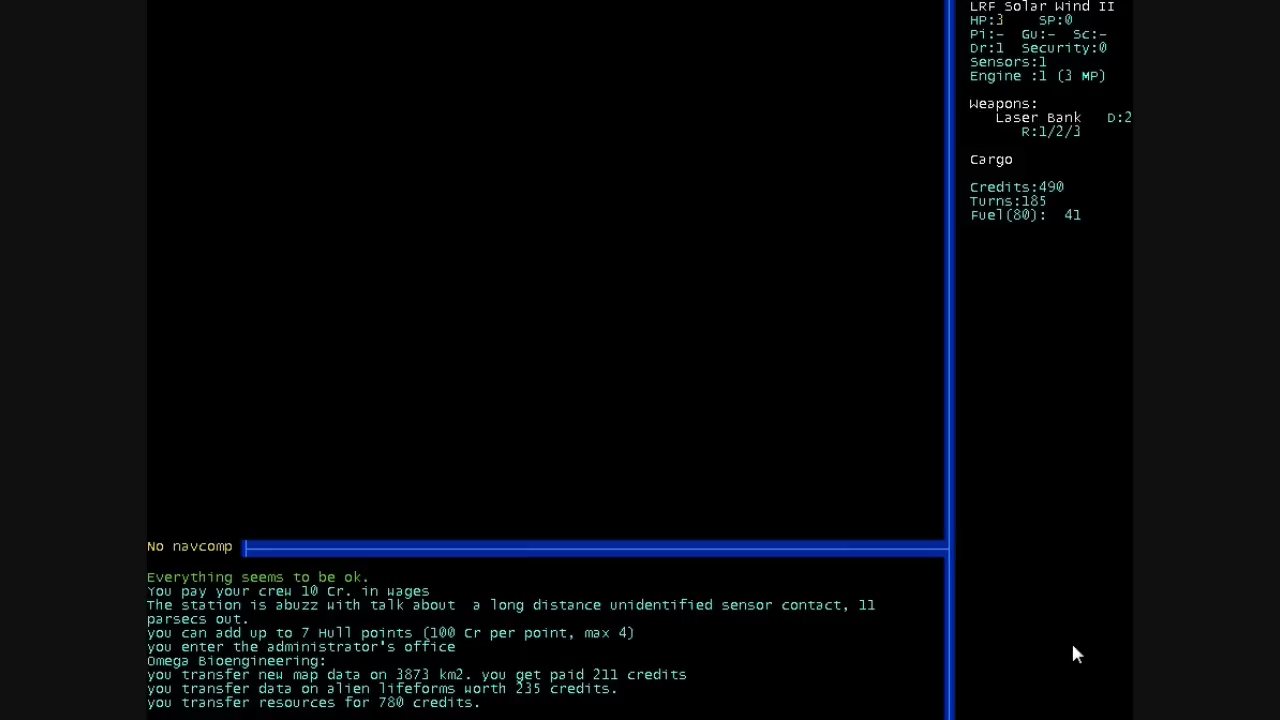 LRF Solar Wind II
HP:3 SP:0
Pi:- Gu:- Sc:-
Dr:1 Security:0
Sensors:1
Engine :1 (3 MP)
Weapons:
Laser Bank D:2
R:1/2/3
Cargo
Credits:490
Turns:185
Fuel(80): 41
No navcomp
Everything seems to be ok.
You pay your crew 10 Cr. in wages
The station is abuzz with talk about a long distance unidentified sensor contact, 11
parsecs out.
you can add up to 7 Hull points (100 Cr per point, max 4)
you enter the administrator's office
Omega Bioengineering:
you transfer new map data on 3873 km2. you get paid 211 credits
you transfer data on alien lifeforms worth 235 credits.
you transfer resources for 780 credits.